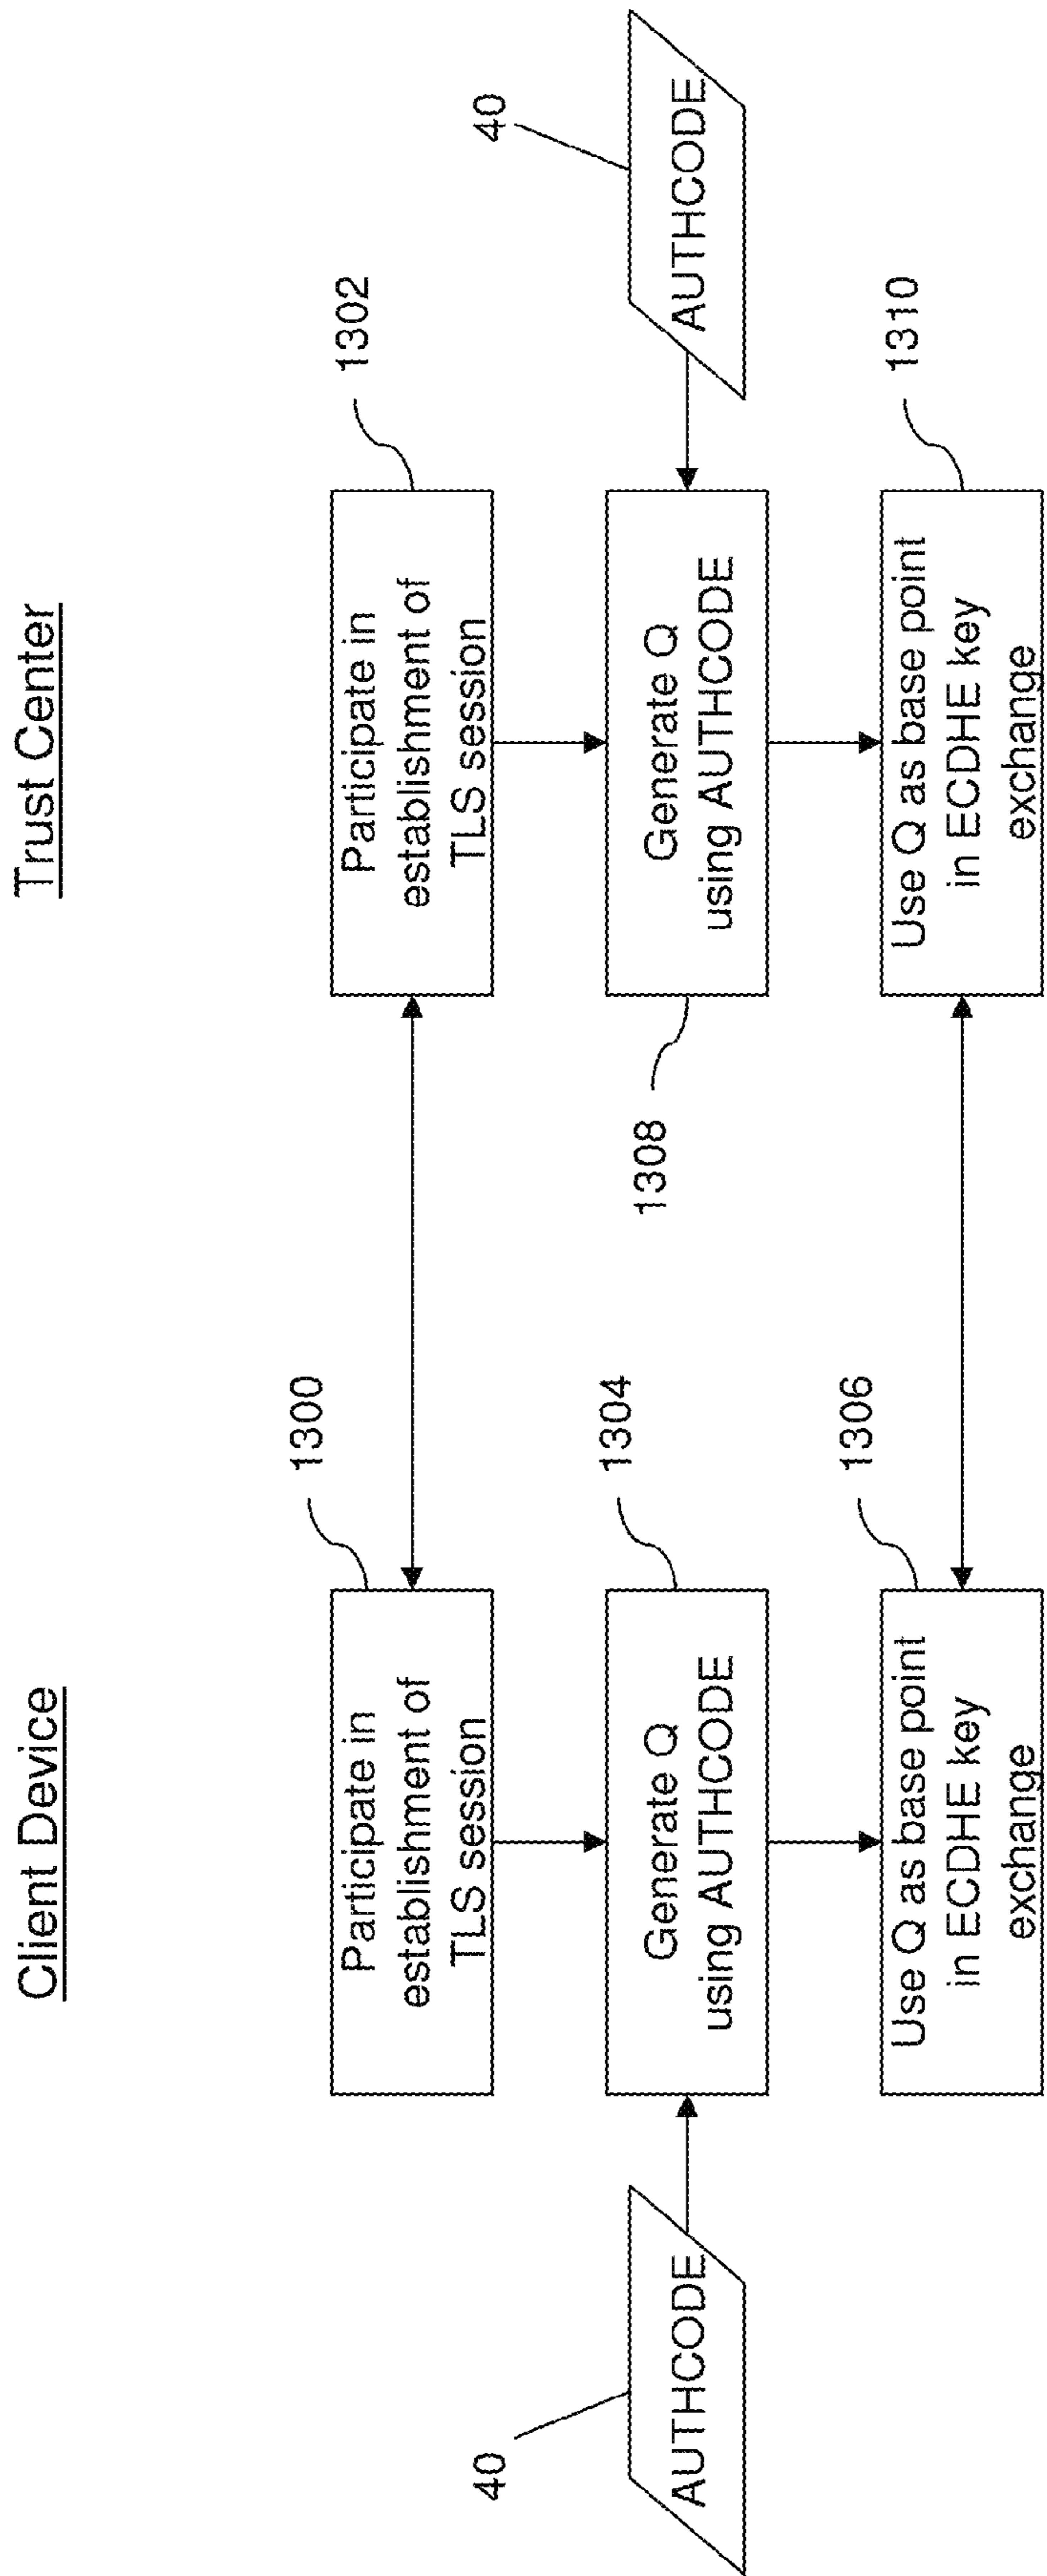 Client Device
Trust Center
1300
Participate in
establishment of
TLS session
1302
Participate in
establishment of
TLS session
40
AUTHCODE
1304
Generate Q
using AUTHCODE
1308
Generate Q
using AUTHCODE
40
AUTHCODE
1306
Use Q as base point
in ECDHE key
exchange
1310
Use Q as base point
in ECDHE key
exchange